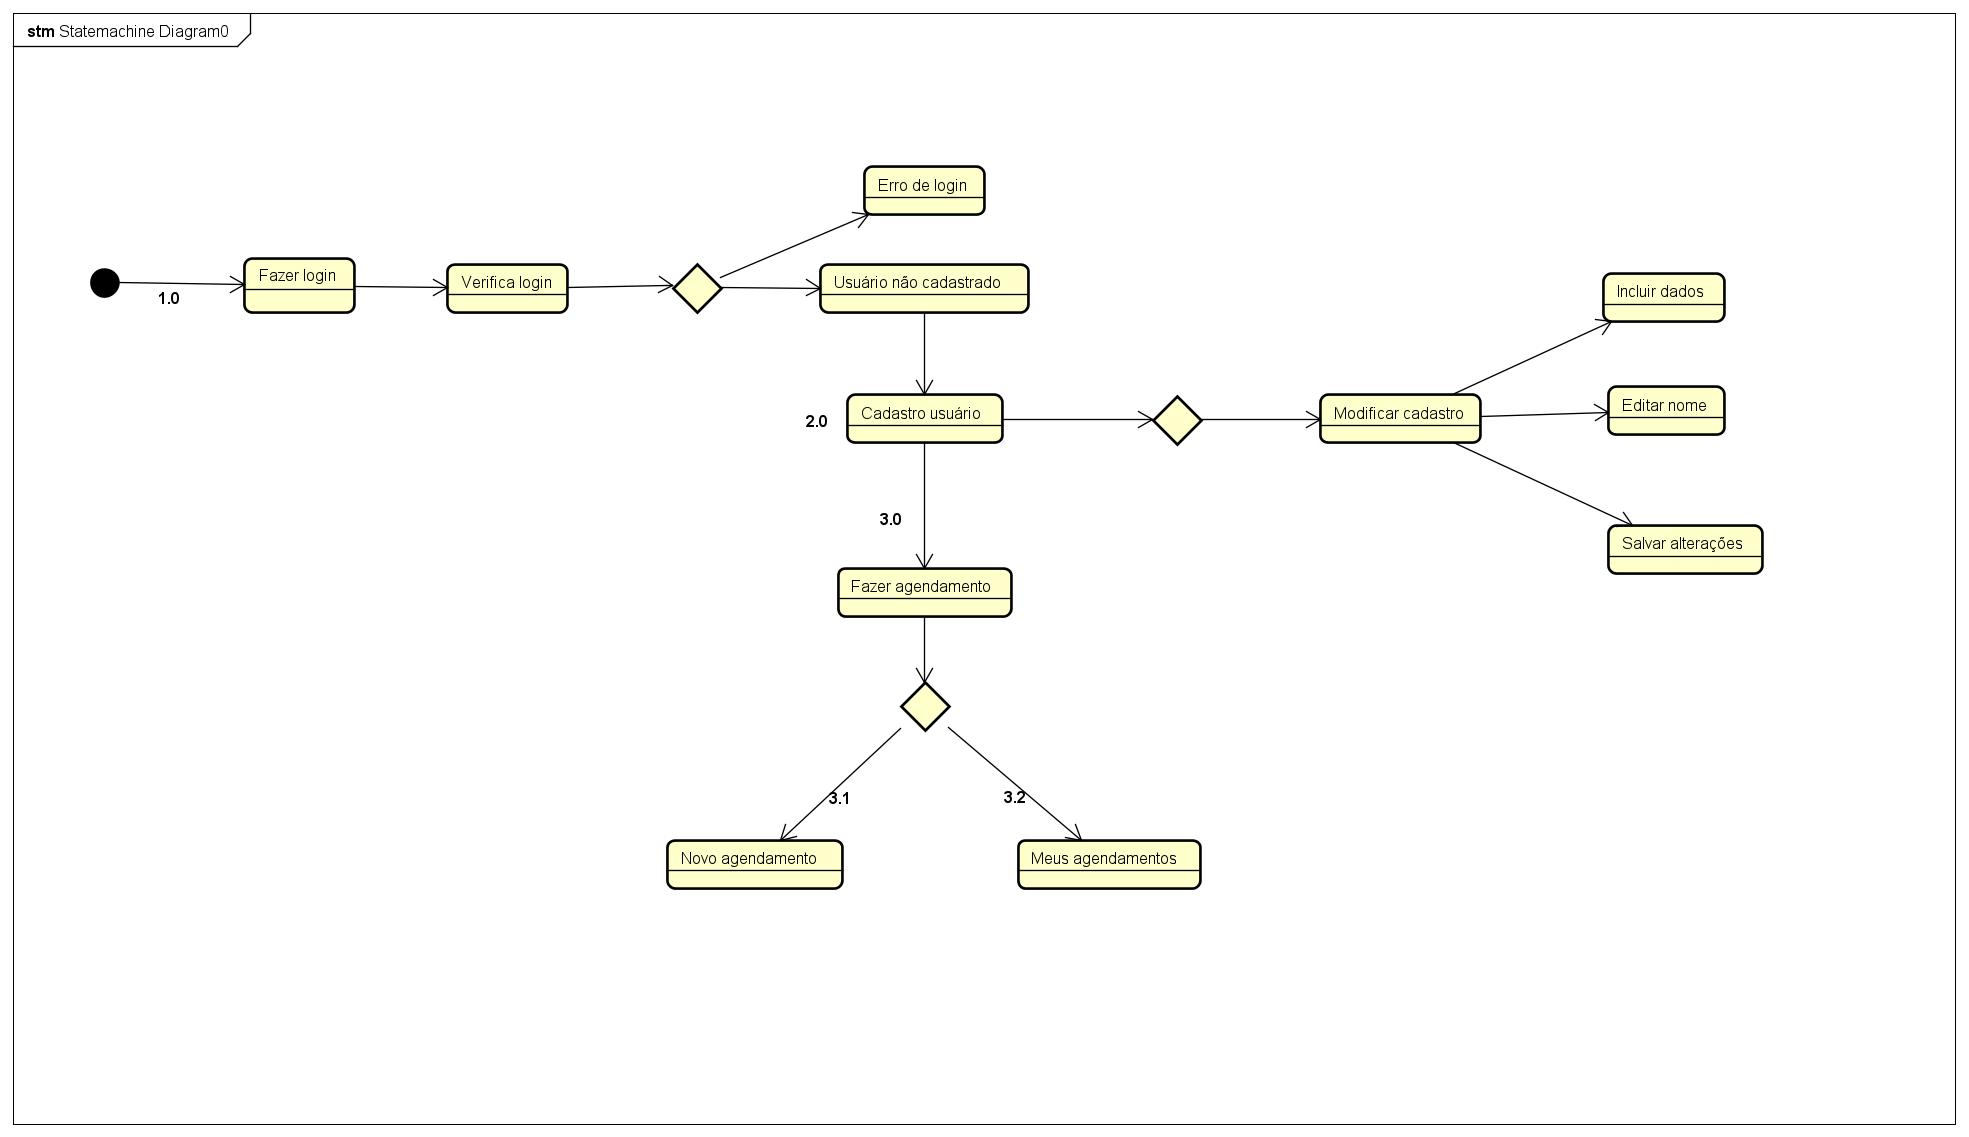 stm Statemachine Diagram0
Erro de login
Fazer login
Verifica login
Usuário não cadastrado
1.0
Incluir dados
2.0
Cadastro usuário
Modificar cadastro
Editar nome
3.0
Salvar alterações
Fazer agendamento
3.1
3.2
Novo agendamento
Meus agendamentos